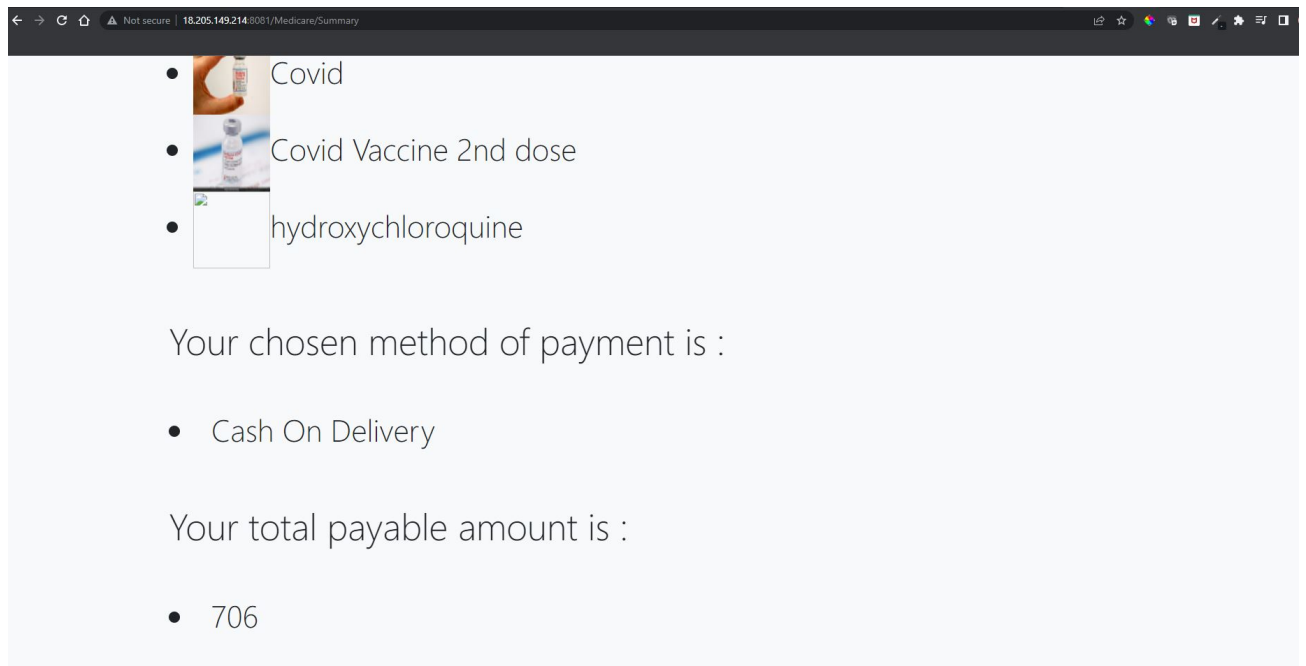 Not secure | 18.205.149.214:8081/Medicare/Summary
Covid
Covid Vaccine 2nd dose
hydroxychloroquine
Your chosen method of payment is :
Cash On Delivery
Your total payable amount is :
706